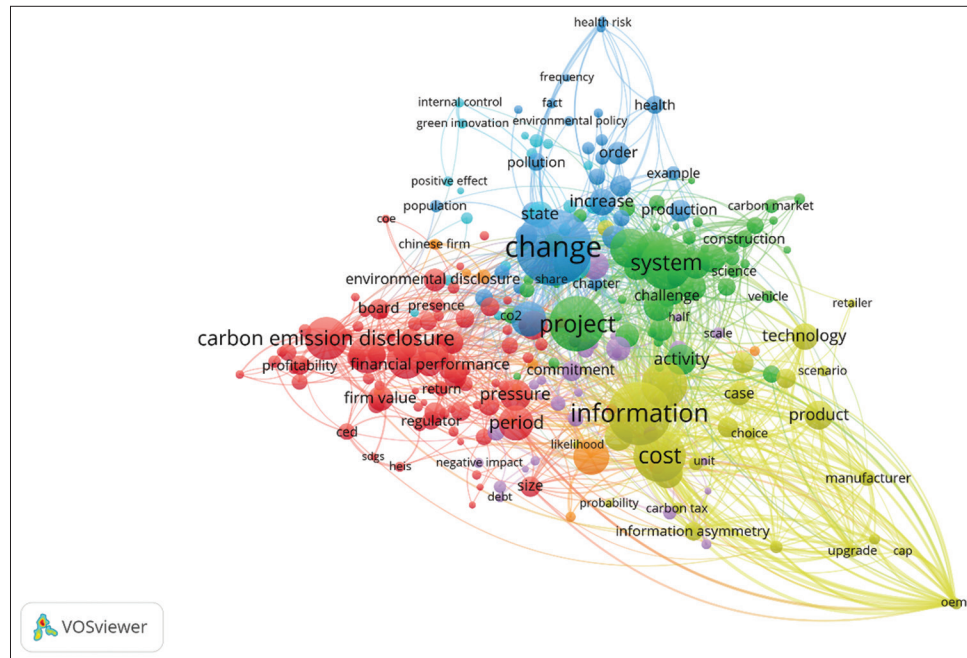 health risk
frequency
internal control
fact
health
green innovation
environmental policy
order
pollution
example
positive effect
population
increase
production
carbon market
state
coe
chinese firm
change
construction
system
science
environmental disclosure
share
chapter
challenge
vehicle
board
presence
co2
project
half
retailer
carbon emission disclosure
scale
technology
profitability
financial performance
commitment
activity
scenario
return
firm value
pressure
case
information
product
regulator
period
choice
ced
likelihood
cost
sdgs
heis
negative impact
unit
manufacturer
size
debt
probability
carbon tax
information asymmetry
upgrade
cap
oem
VOSviewer